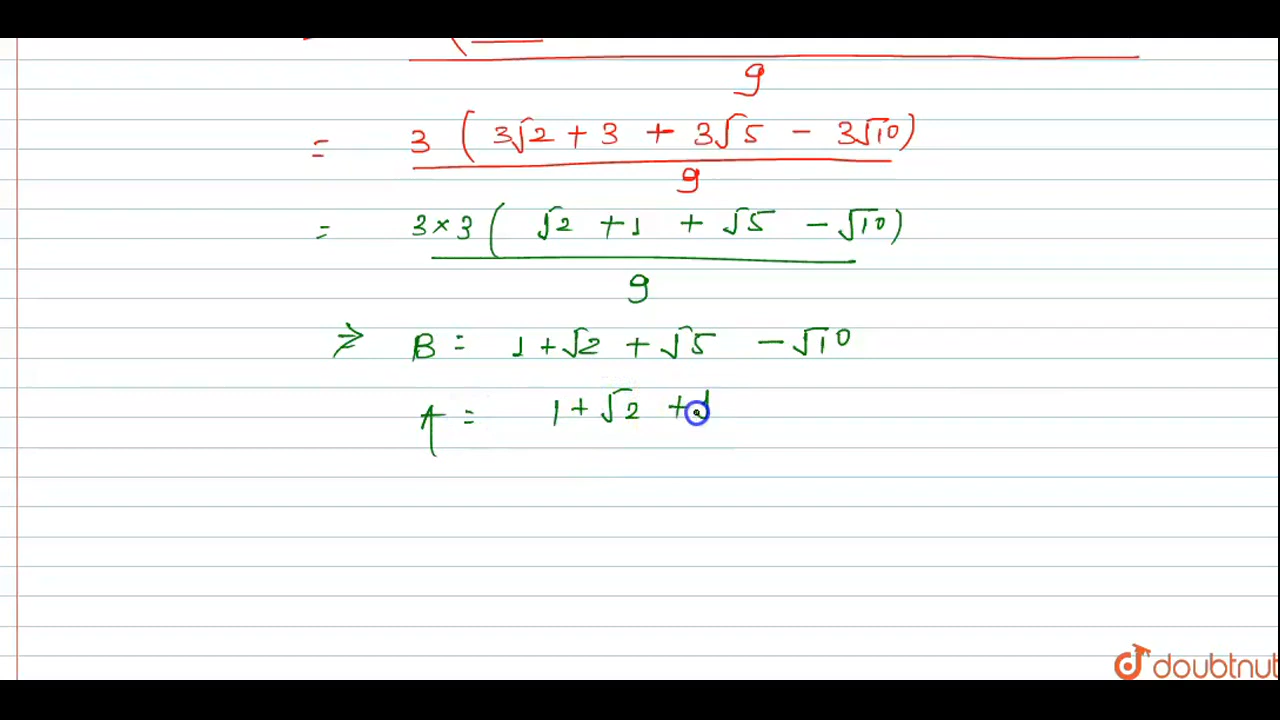 9
= 3 ( 3√2 + 3 + 3√5 - 3√10 )
9
= 3 × 3 ( √2 + 1 + √5 - √10 )
9
⇒ B = 1 + √2 + √5 - √10
A = 1 + √2 +
doubtnut